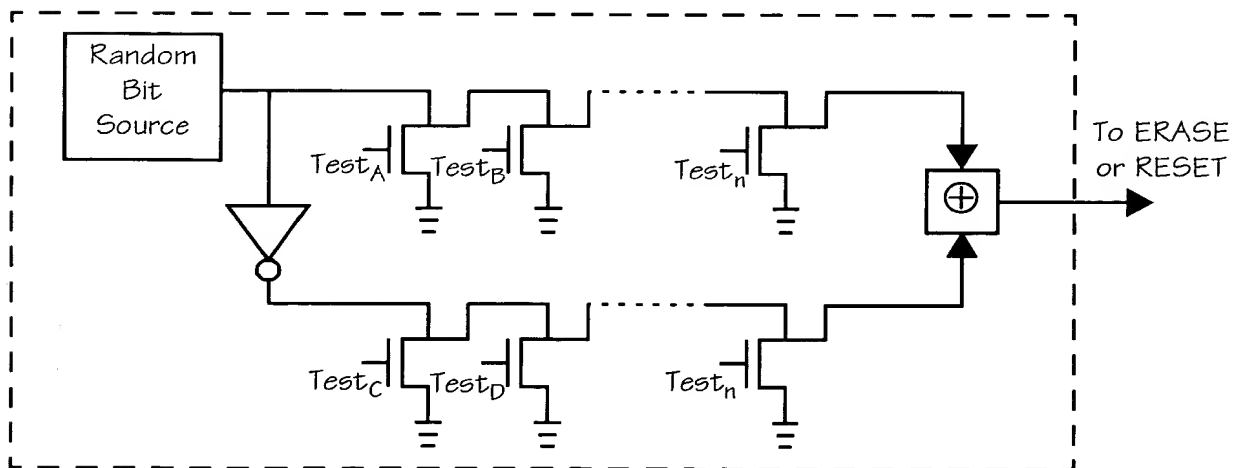 Random
Bit
Source
To ERASE
or RESET
Test_A
Test_B
Test_n
Test_C
Test_D
Test_n